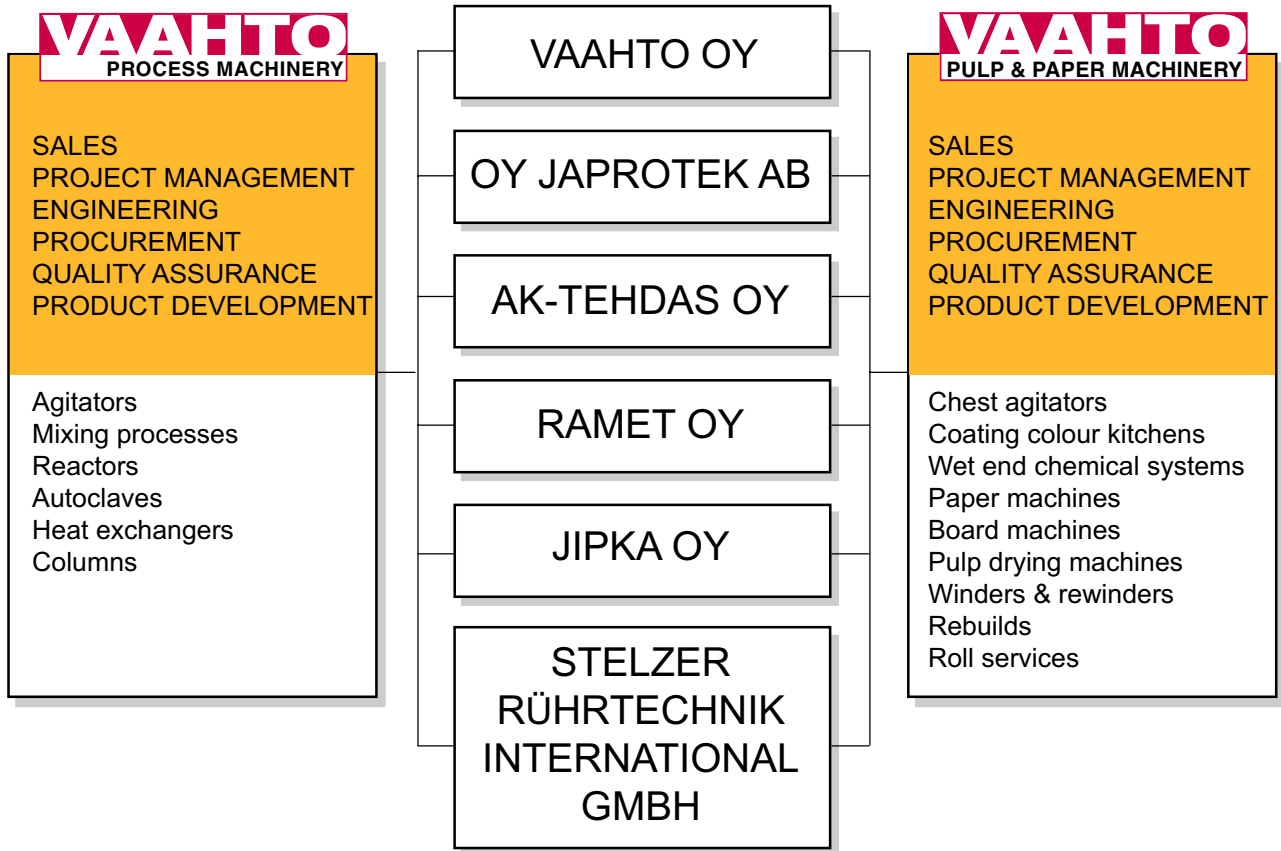 VAAHTO
PROCESS MACHINERY
SALES
PROJECT MANAGEMENT
ENGINEERING
PROCUREMENT
QUALITY ASSURANCE
PRODUCT DEVELOPMENT
Agitators
Mixing processes
Reactors
Autoclaves
Heat exchangers
Columns
VAAHTO OY
OY JAPROTEK AB
AK-TEHDAS OY
RAMET OY
JIPKA OY
STELZER
RÜHRTECHNIK
INTERNATIONAL
GMBH
VAAHTO
PULP & PAPER MACHINERY
SALES
PROJECT MANAGEMENT
ENGINEERING
PROCUREMENT
QUALITY ASSURANCE
PRODUCT DEVELOPMENT
Chest agitators
Coating colour kitchens
Wet end chemical systems
Paper machines
Board machines
Pulp drying machines
Winders & rewinders
Rebuilds
Roll services